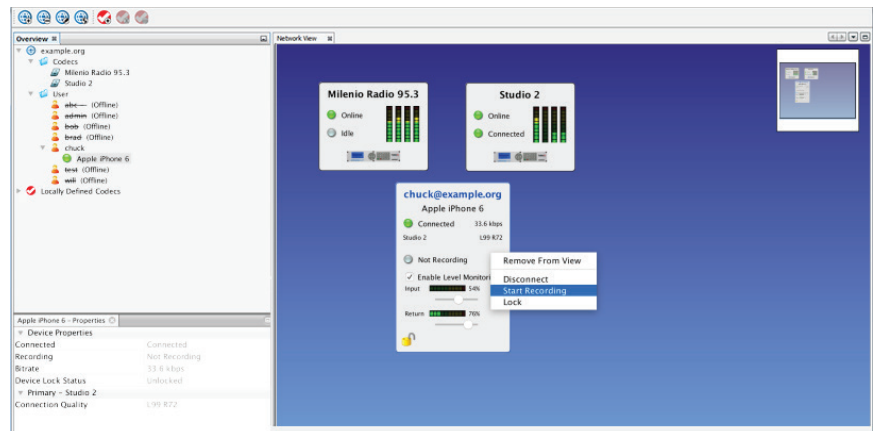 Overview
example.org
Codecs
Milenio Radio 95.3
Studio 2
User
abc (Offline)
admin (Offline)
bob (Offline)
brad (Offline)
chuck
Apple iPhone 6
test (Offline)
will (Offline)
Locally Defined Codecs
Apple iPhone 6 - Properties
Device Properties
Connected Connected
Recording Not Recording
Bitrate 33.6 kbps
Device Lock Status Unlocked
Primary - Studio 2
Connection Quality L99 R72
Network View
Milenio Radio 95.3
Online
Idle
Studio 2
Online
Connected
chuck@example.org
Apple iPhone 6
Connected 33.6 kbps
Studio 2 L99 R72
Not Recording
Enable Level Monitori
Input 54%
Return 76%
Remove From View
Disconnect
Start Recording
Lock